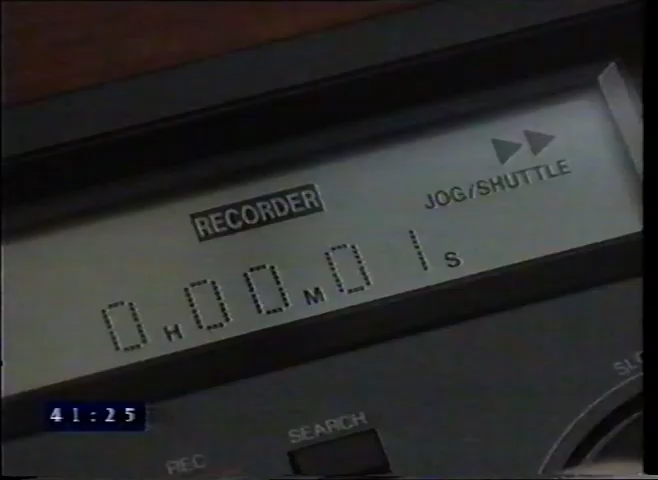 JOG/SHUTTLE
RECORDER
0H00M01S
41:25
SEARCH
REC